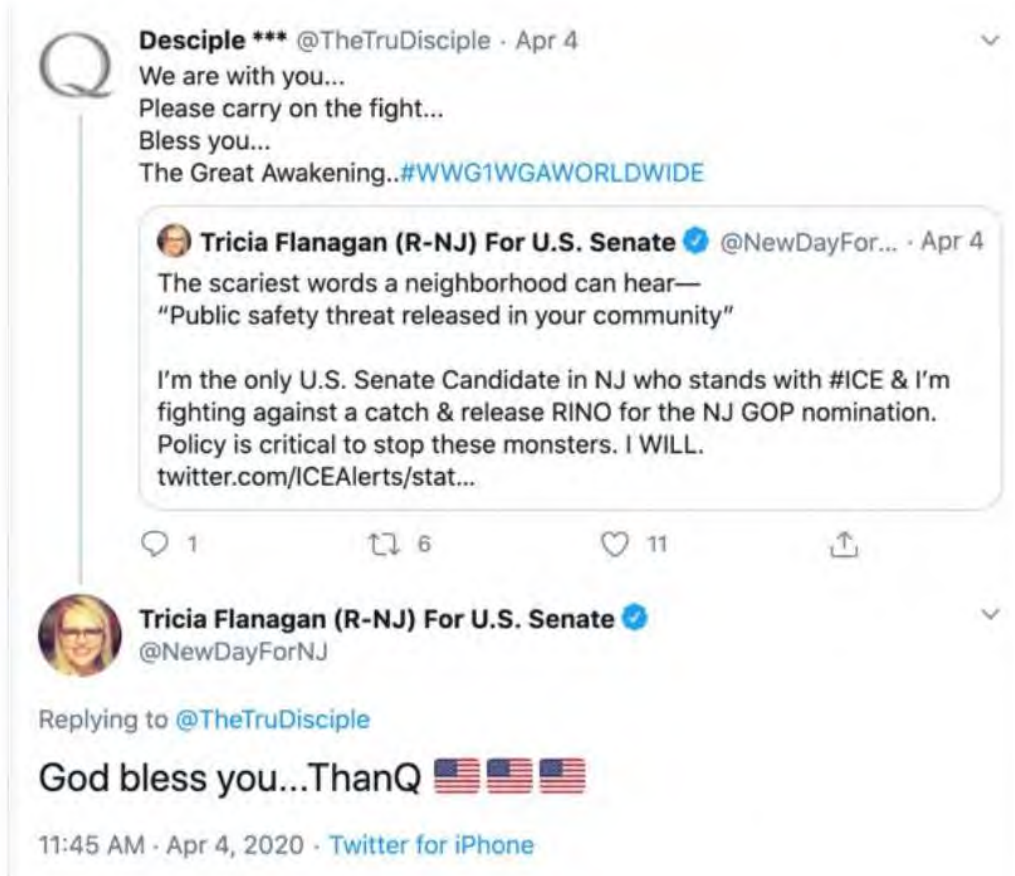 Desciple *** @TheTruDisciple · Apr 4
We are with you...
Please carry on the fight...
Bless you...
The Great Awakening..#WWG1WGAWORLDWIDE
Tricia Flanagan (R-NJ) For U.S. Senate @NewDayFor... · Apr 4
The scariest words a neighborhood can hear—
“Public safety threat released in your community”
I'm the only U.S. Senate Candidate in NJ who stands with #ICE & I'm
fighting against a catch & release RINO for the NJ GOP nomination.
Policy is critical to stop these monsters. I WILL.
twitter.com/ICEAlerts/stat...
1 6 11
Tricia Flanagan (R-NJ) For U.S. Senate
@NewDayForNJ
Replying to @TheTruDisciple
God bless you...ThanQ 🇺🇸🇺🇸🇺🇸
11:45 AM · Apr 4, 2020 · Twitter for iPhone